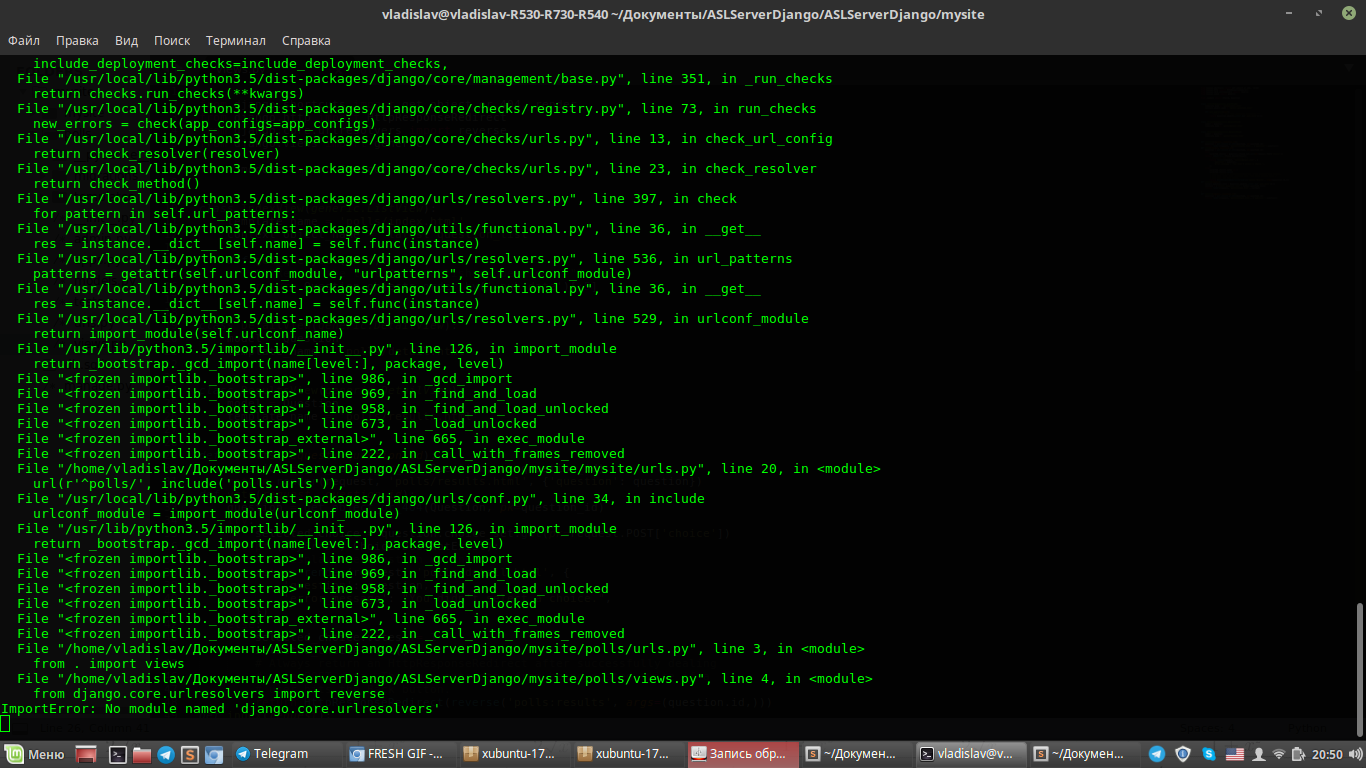 vladislav@vladislav-R530-R730-R540 ~/Документы/ASLServerDjango/ASLServerDjango/mysite
Файл Правка Вид Поиск Терминал Справка
    include_deployment_checks=include_deployment_checks,
  File "/usr/local/lib/python3.5/dist-packages/django/core/management/base.py", line 351, in _run_checks
    return checks.run_checks(**kwargs)
  File "/usr/local/lib/python3.5/dist-packages/django/core/checks/registry.py", line 73, in run_checks
    new_errors = check(app_configs=app_configs)
  File "/usr/local/lib/python3.5/dist-packages/django/core/checks/urls.py", line 13, in check_url_config
    return check_resolver(resolver)
  File "/usr/local/lib/python3.5/dist-packages/django/core/checks/urls.py", line 23, in check_resolver
    return check_method()
  File "/usr/local/lib/python3.5/dist-packages/django/urls/resolvers.py", line 397, in check
    for pattern in self.url_patterns:
  File "/usr/local/lib/python3.5/dist-packages/django/utils/functional.py", line 36, in __get__
    res = instance.__dict__[self.name] = self.func(instance)
  File "/usr/local/lib/python3.5/dist-packages/django/urls/resolvers.py", line 536, in url_patterns
    patterns = getattr(self.urlconf_module, "urlpatterns", self.urlconf_module)
  File "/usr/local/lib/python3.5/dist-packages/django/utils/functional.py", line 36, in __get__
    res = instance.__dict__[self.name] = self.func(instance)
  File "/usr/local/lib/python3.5/dist-packages/django/urls/resolvers.py", line 529, in urlconf_module
    return import_module(self.urlconf_name)
  File "/usr/lib/python3.5/importlib/__init__.py", line 126, in import_module
    return _bootstrap._gcd_import(name[level:], package, level)
  File "<frozen importlib._bootstrap>", line 986, in _gcd_import
  File "<frozen importlib._bootstrap>", line 969, in _find_and_load
  File "<frozen importlib._bootstrap>", line 958, in _find_and_load_unlocked
  File "<frozen importlib._bootstrap>", line 673, in _load_unlocked
  File "<frozen importlib._bootstrap_external>", line 665, in exec_module
  File "<frozen importlib._bootstrap>", line 222, in _call_with_frames_removed
  File "/home/vladislav/Документы/ASLServerDjango/ASLServerDjango/mysite/mysite/urls.py", line 20, in <module>
    url(r'^polls/', include('polls.urls')),
  File "/usr/local/lib/python3.5/dist-packages/django/urls/conf.py", line 34, in include
    urlconf_module = import_module(urlconf_module)
  File "/usr/lib/python3.5/importlib/__init__.py", line 126, in import_module
    return _bootstrap._gcd_import(name[level:], package, level)
  File "<frozen importlib._bootstrap>", line 986, in _gcd_import
  File "<frozen importlib._bootstrap>", line 969, in _find_and_load
  File "<frozen importlib._bootstrap>", line 958, in _find_and_load_unlocked
  File "<frozen importlib._bootstrap>", line 673, in _load_unlocked
  File "<frozen importlib._bootstrap_external>", line 665, in exec_module
  File "<frozen importlib._bootstrap>", line 222, in _call_with_frames_removed
  File "/home/vladislav/Документы/ASLServerDjango/ASLServerDjango/mysite/polls/urls.py", line 3, in <module>
    from . import views
  File "/home/vladislav/Документы/ASLServerDjango/ASLServerDjango/mysite/polls/views.py", line 4, in <module>
    from django.core.urlresolvers import reverse
ImportError: No module named 'django.core.urlresolvers'
Меню Telegram FRESH GIF -... xubuntu-17... xubuntu-17... Запись обр... ~/Докумен... vladislav@v... ~/Докумен... 20:50